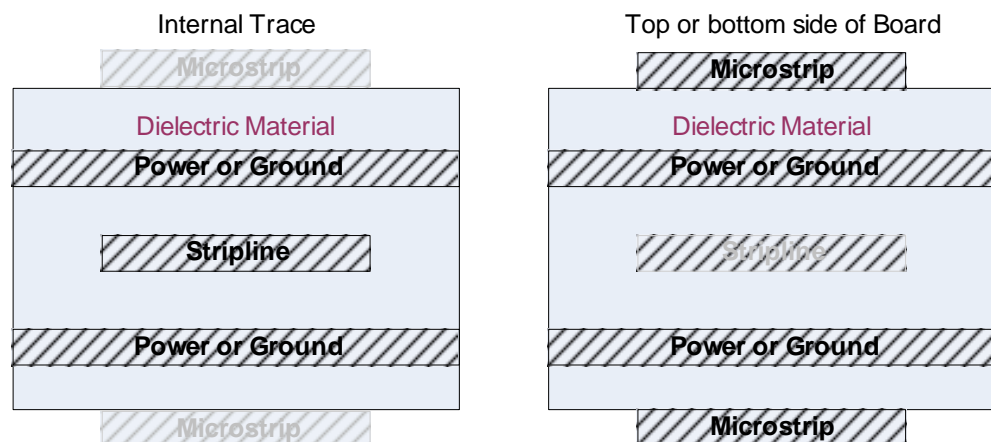 Internal Trace
Microstrip
Dielectric Material
Power or Ground
Stripline
Power or Ground
Microstrip
Top or bottom side of Board
Microstrip
Dielectric Material
Power or Ground
Stripline
Power or Ground
Microstrip